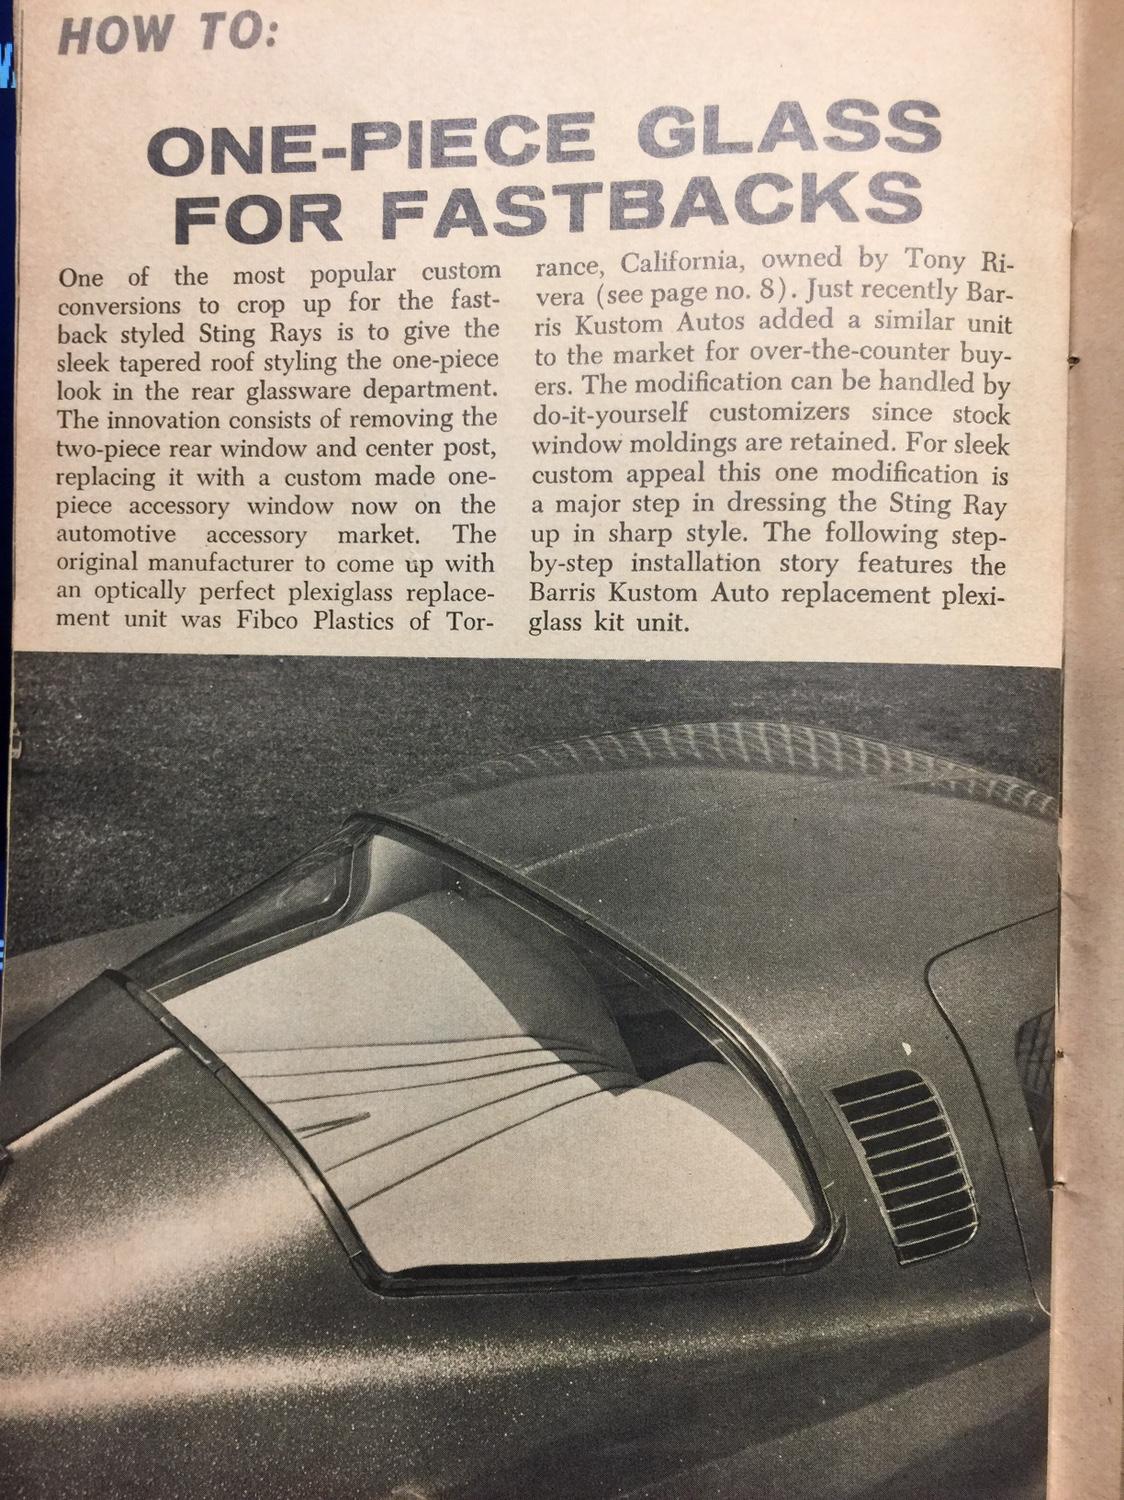 HOW TO:
ONE-PIECE GLASS
FOR FASTBACKS
One of the most popular custom
conversions to crop up for the fast-
back styled Sting Rays is to give the
sleek tapered roof styling the one-piece
look in the rear glassware department.
The innovation consists of removing the
two-piece rear window and center post,
replacing it with a custom made one-
piece accessory window now on the
automotive accessory market. The
original manufacturer to come up with
an optically perfect plexiglass replace-
ment unit was Fibco Plastics of Tor-
rance, California, owned by Tony Ri-
vera (see page no. 8). Just recently Bar-
ris Kustom Autos added a similar unit
to the market for over-the-counter buy-
ers. The modification can be handled by
do-it-yourself customizers since stock
window moldings are retained. For sleek
custom appeal this one modification is
a major step in dressing the Sting Ray
up in sharp style. The following step-
by-step installation story features the
Barris Kustom Auto replacement plexi-
glass kit unit.